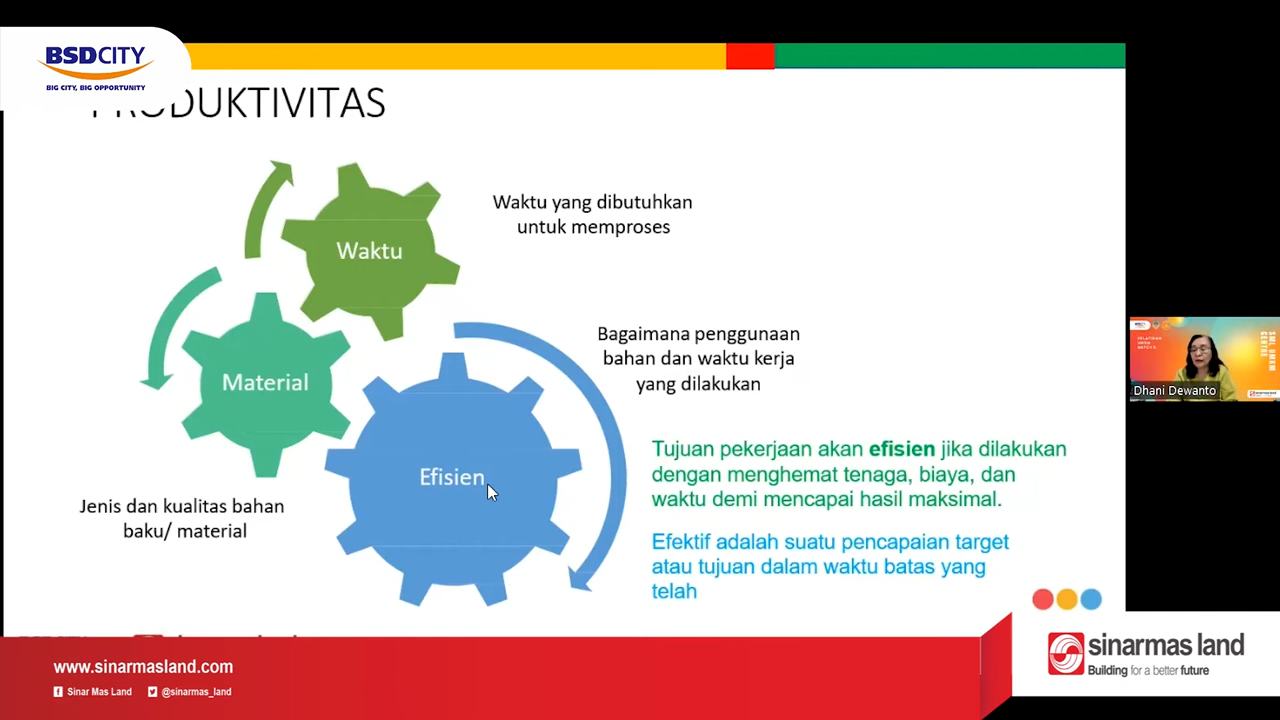 BSDCITY
BIG CITY, BIG OPPORTUNITY
PRODUKTIVITAS
Waktu
Waktu yang dibutuhkan
untuk memproses
Material
Bagaimana penggunaan
bahan dan waktu kerja
yang dilakukan
Efisien
Tujuan pekerjaan akan efisien jika dilakukan
dengan menghemat tenaga, biaya, dan
waktu demi mencapai hasil maksimal.
Jenis dan kualitas bahan
baku/ material
Efektif adalah suatu pencapaian target
atau tujuan dalam waktu batas yang
telah
Dhani Dewanto
www.sinarmasland.com
Sinar Mas Land
@sinarmas_land
sinarmas land
Building for a better future